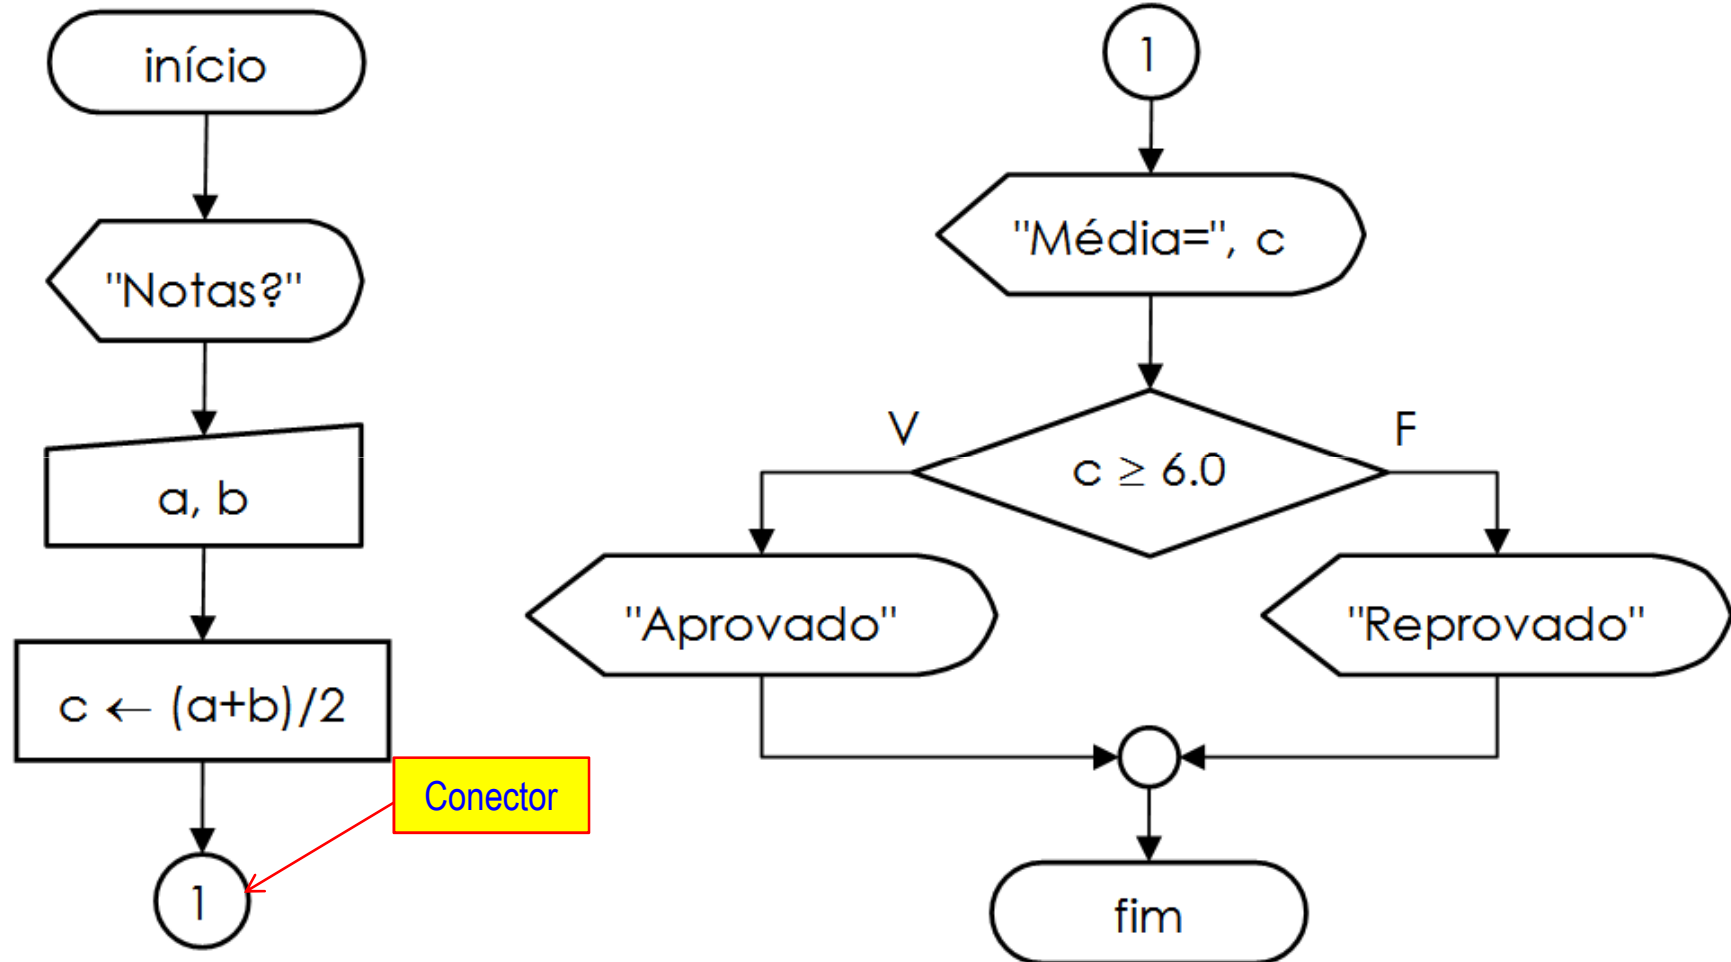 início
"Notas?"
a, b
c ← (a+b)/2
Conector
1
1
"Média=", c
V
F
c ≥ 6.0
"Aprovado"
"Reprovado"
fim